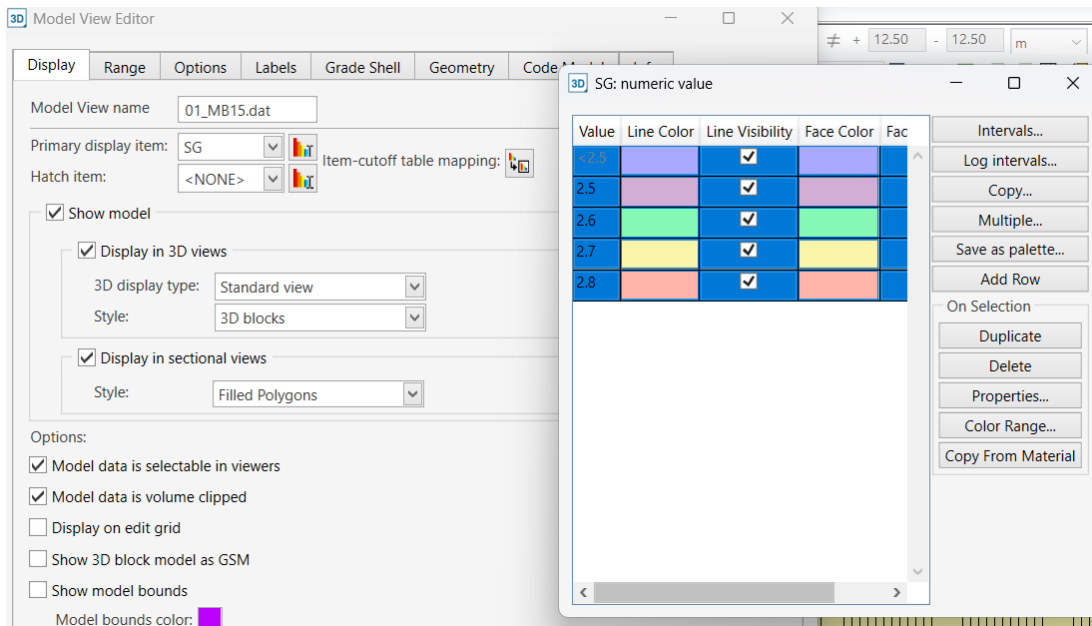 3D Model View Editor
Display Range Options Labels Grade Shell Geometry
Model View name 01_MB15.dat
Primary display item: SG Item-cutoff table mapping:
Hatch item: <NONE>
Show model
Display in 3D views
3D display type: Standard view
Style: 3D blocks
Display in sectional views
Style: Filled Polygons
Options:
Model data is selectable in viewers
Model data is volume clipped
Display on edit grid
Show 3D block model as GSM
Show model bounds
Model bounds color:
+ 12.50 - 12.50 m
3D SG: numeric value
Value Line Color Line Visibility Face Color Fac
<2.5
2.5
2.6
2.7
2.8
Intervals...
Log intervals...
Copy...
Multiple...
Save as palette...
Add Row
On Selection
Duplicate
Delete
Properties...
Color Range...
Copy From Material